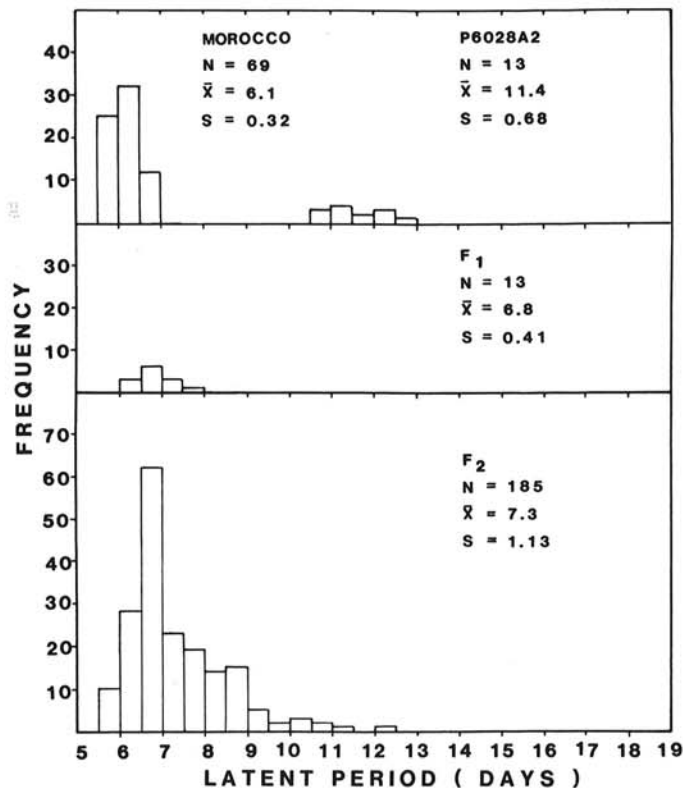 FREQUENCY
40
30
20
10
MOROCCO
N = 69
X̄ = 6.1
S = 0.32
P6028A2
N = 13
X̄ = 11.4
S = 0.68
30
20
10
F₁
N = 13
X̄ = 6.8
S = 0.41
70
60
50
40
30
20
10
F₂
N = 185
X̄ = 7.3
S = 1.13
5 6 7 8 9 10 11 12 13 14 15 16 17 18 19
LATENT PERIOD ( DAYS )